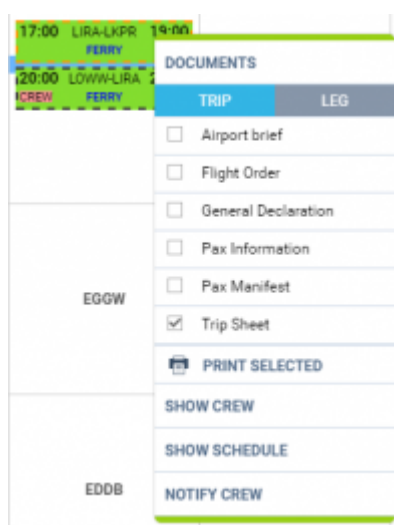 17:00 LIRA-LKPR 19:00
FERRY
20:00 LOWW-LIRA 2
CREW FERRY
DOCUMENTS
TRIP LEG
Airport brief
Flight Order
General Declaration
Pax Information
Pax Manifest
Trip Sheet
PRINT SELECTED
SHOW CREW
SHOW SCHEDULE
NOTIFY CREW
EGGW
EDDB